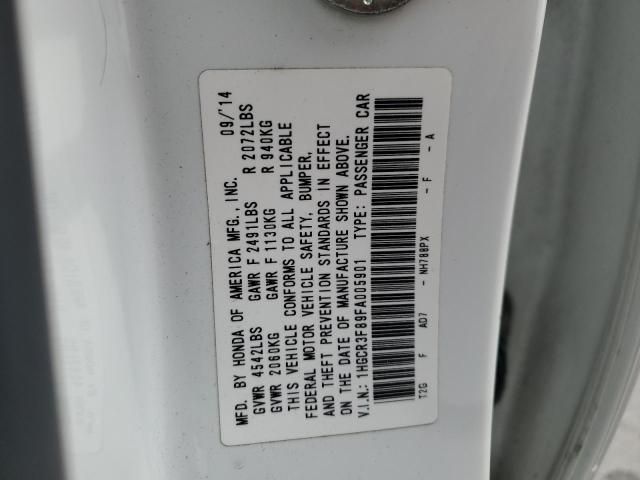 MFD. BY HONDA OF AMERICA MFG., INC. 09/'14
GVWR 4542LBS GAWR F 2491LBS R 2072LBS
GVWR 2060KG GAWR F 1130KG R 940KG
THIS VEHICLE CONFORMS TO ALL APPLICABLE
FEDERAL MOTOR VEHICLE SAFETY, BUMPER,
AND THEFT PREVENTION STANDARDS IN EFFECT
ON THE DATE OF MANUFACTURE SHOWN ABOVE.
V.I.N.: 1HGCR3F89FA005901 TYPE: PASSENGER CAR
T2G F AD7 - NH788PX - F - A